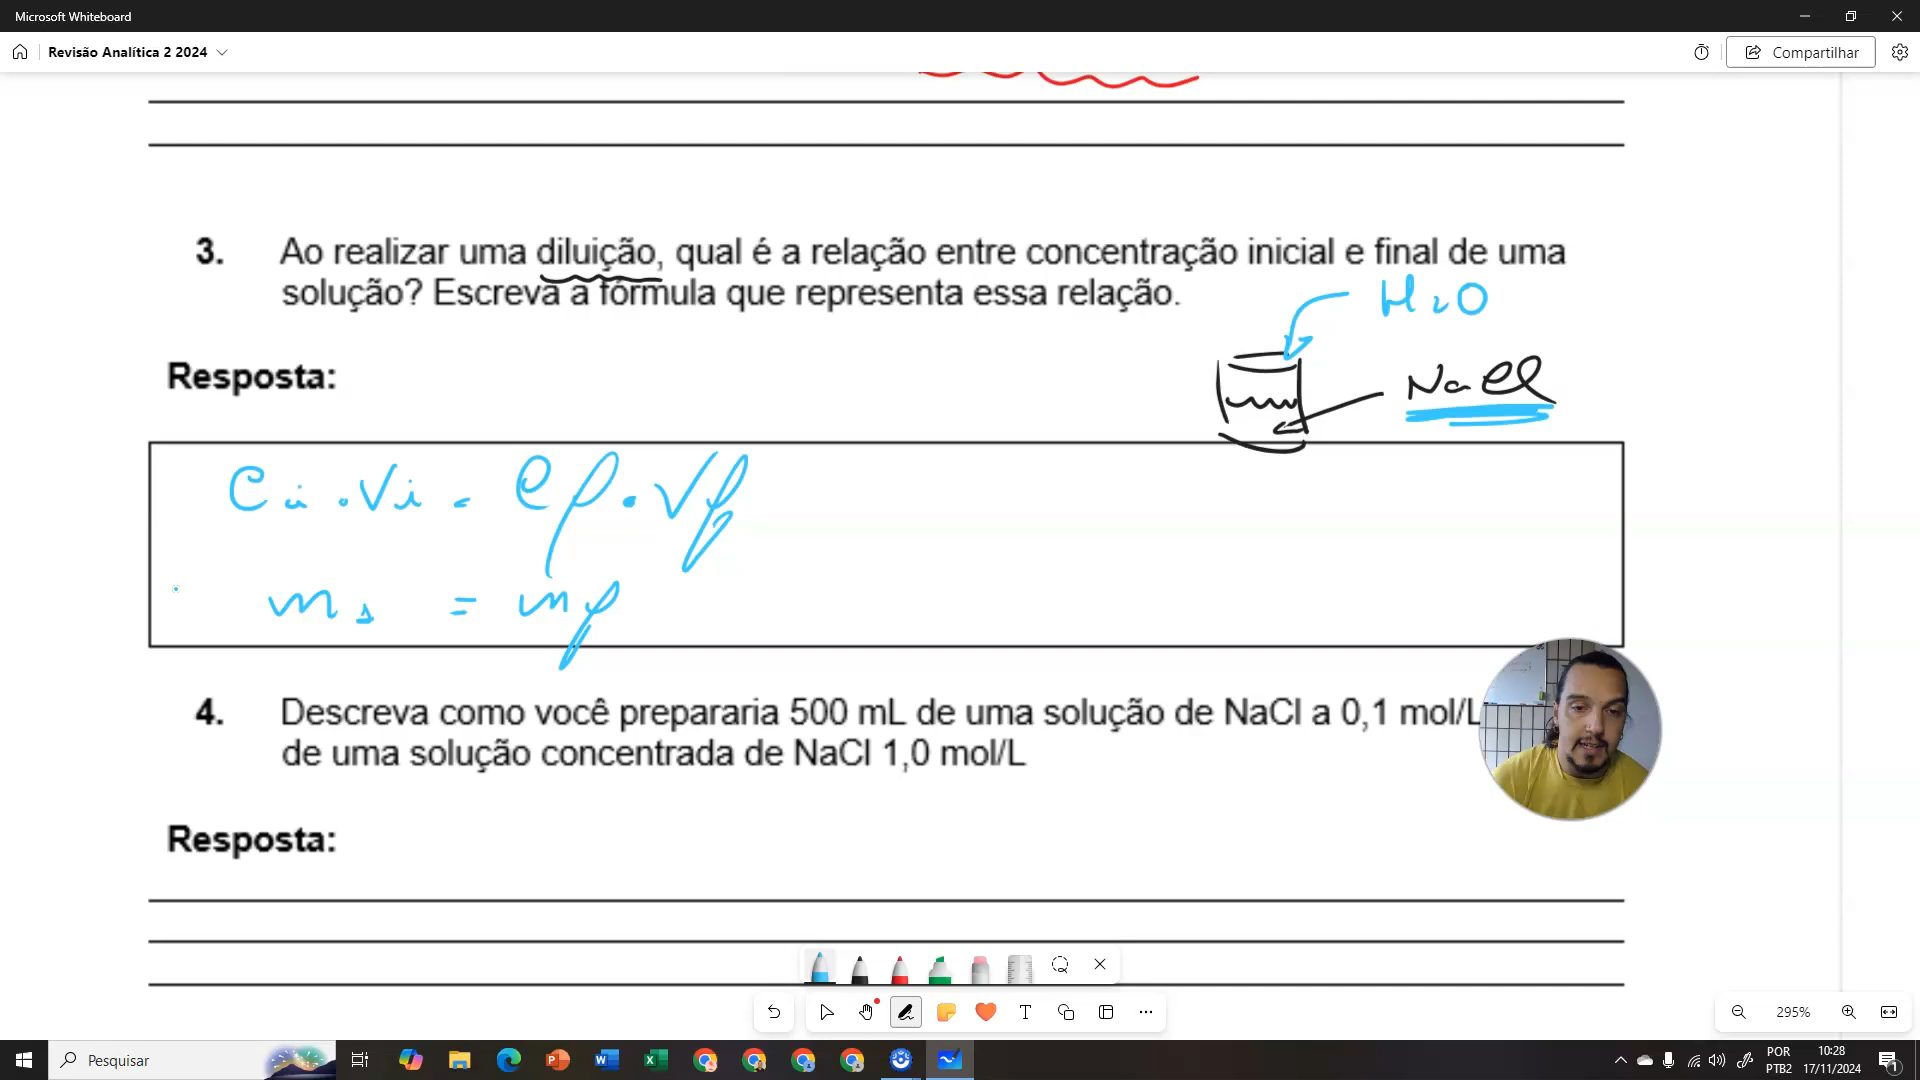 Microsoft Whiteboard
Revisão Analítica 2 2024
Compartilhar
3. Ao realizar uma diluição, qual é a relação entre concentração inicial e final de uma
solução? Escreva a fórmula que representa essa relação.
H2O
Resposta:
NaCl
Ci . Vi = Cf . Vf
m1 = mf
4. Descreva como você prepararia 500 mL de uma solução de NaCl a 0,1 mol/L
de uma solução concentrada de NaCl 1,0 mol/L
Resposta:
295%
Pesquisar
POR
PTB2
10:28
17/11/2024
1